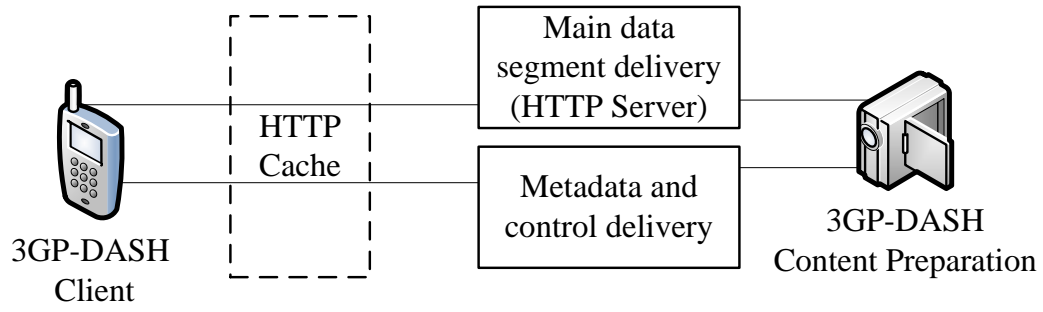 Main data
segment delivery
(HTTP Server)
HTTP
Cache
Metadata and
control delivery
3GP-DASH
Client
3GP-DASH
Content Preparation